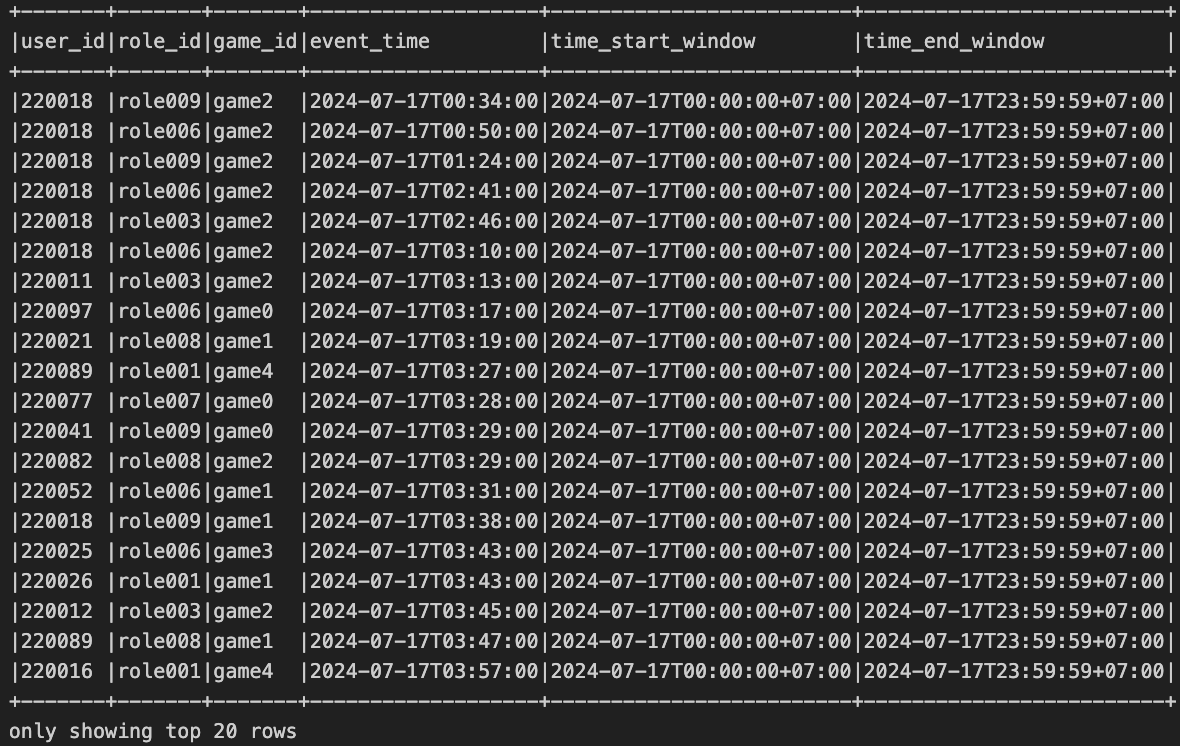 +-------+-------+-------+-------------------+-------------------------+-------------------------+
|user_id|role_id|game_id|event_time         |time_start_window        |time_end_window          |
+-------+-------+-------+-------------------+-------------------------+-------------------------+
|220018 |role009|game2  |2024-07-17T00:34:00|2024-07-17T00:00:00+07:00|2024-07-17T23:59:59+07:00|
|220018 |role006|game2  |2024-07-17T00:50:00|2024-07-17T00:00:00+07:00|2024-07-17T23:59:59+07:00|
|220018 |role009|game2  |2024-07-17T01:24:00|2024-07-17T00:00:00+07:00|2024-07-17T23:59:59+07:00|
|220018 |role006|game2  |2024-07-17T02:41:00|2024-07-17T00:00:00+07:00|2024-07-17T23:59:59+07:00|
|220018 |role003|game2  |2024-07-17T02:46:00|2024-07-17T00:00:00+07:00|2024-07-17T23:59:59+07:00|
|220018 |role006|game2  |2024-07-17T03:10:00|2024-07-17T00:00:00+07:00|2024-07-17T23:59:59+07:00|
|220011 |role003|game2  |2024-07-17T03:13:00|2024-07-17T00:00:00+07:00|2024-07-17T23:59:59+07:00|
|220097 |role006|game0  |2024-07-17T03:17:00|2024-07-17T00:00:00+07:00|2024-07-17T23:59:59+07:00|
|220021 |role008|game1  |2024-07-17T03:19:00|2024-07-17T00:00:00+07:00|2024-07-17T23:59:59+07:00|
|220089 |role001|game4  |2024-07-17T03:27:00|2024-07-17T00:00:00+07:00|2024-07-17T23:59:59+07:00|
|220077 |role007|game0  |2024-07-17T03:28:00|2024-07-17T00:00:00+07:00|2024-07-17T23:59:59+07:00|
|220041 |role009|game0  |2024-07-17T03:29:00|2024-07-17T00:00:00+07:00|2024-07-17T23:59:59+07:00|
|220082 |role008|game2  |2024-07-17T03:29:00|2024-07-17T00:00:00+07:00|2024-07-17T23:59:59+07:00|
|220052 |role006|game1  |2024-07-17T03:31:00|2024-07-17T00:00:00+07:00|2024-07-17T23:59:59+07:00|
|220018 |role009|game1  |2024-07-17T03:38:00|2024-07-17T00:00:00+07:00|2024-07-17T23:59:59+07:00|
|220025 |role006|game3  |2024-07-17T03:43:00|2024-07-17T00:00:00+07:00|2024-07-17T23:59:59+07:00|
|220026 |role001|game1  |2024-07-17T03:43:00|2024-07-17T00:00:00+07:00|2024-07-17T23:59:59+07:00|
|220012 |role003|game2  |2024-07-17T03:45:00|2024-07-17T00:00:00+07:00|2024-07-17T23:59:59+07:00|
|220089 |role008|game1  |2024-07-17T03:47:00|2024-07-17T00:00:00+07:00|2024-07-17T23:59:59+07:00|
|220016 |role001|game4  |2024-07-17T03:57:00|2024-07-17T00:00:00+07:00|2024-07-17T23:59:59+07:00|
+-------+-------+-------+-------------------+-------------------------+-------------------------+
only showing top 20 rows